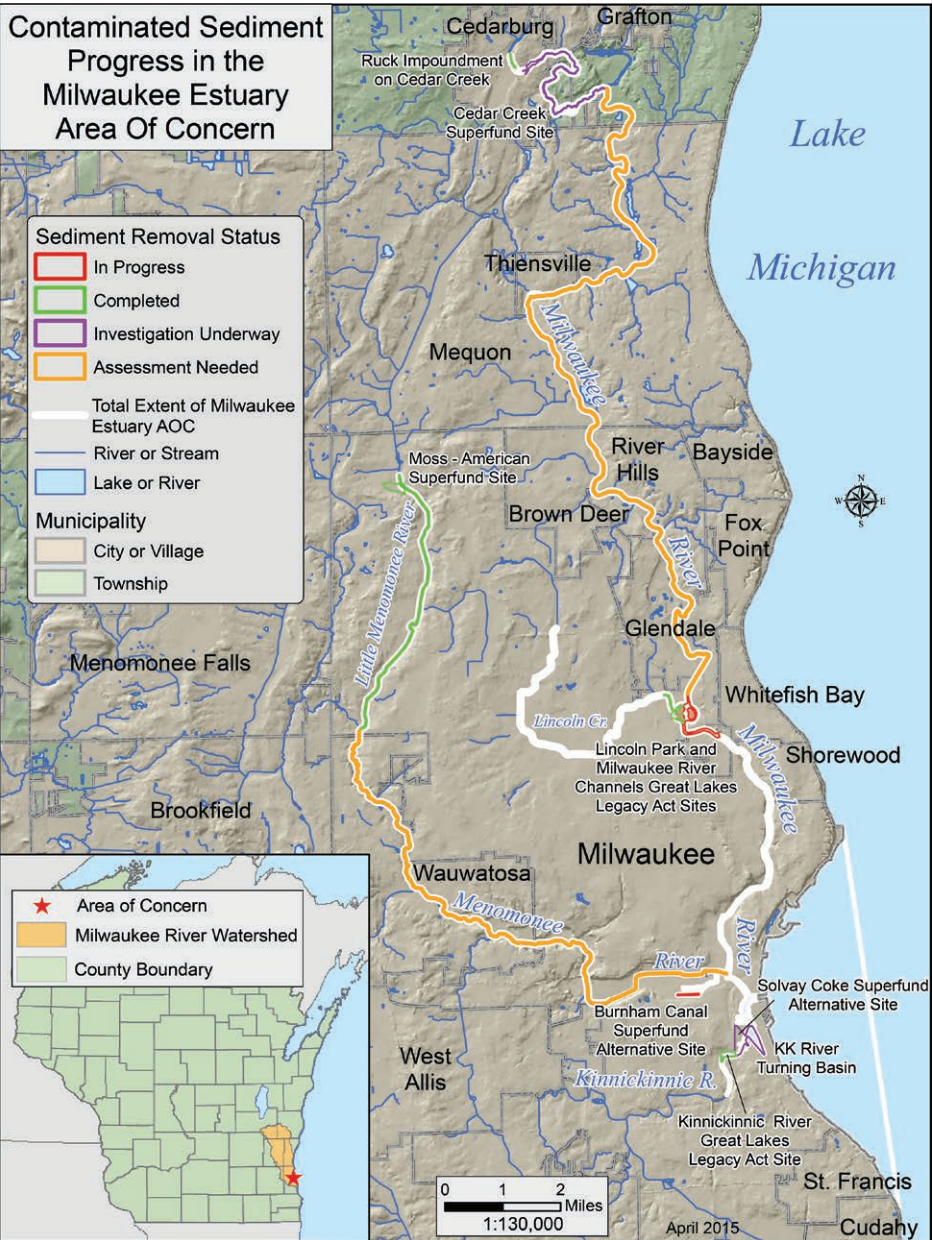 Contaminated Sediment
Progress in the
Milwaukee Estuary
Area Of Concern
Cedarburg
Grafton
Ruck Impoundment
on Cedar Creek
Cedar Creek
Superfund Site
Lake
Michigan
Sediment Removal Status
In Progress
Completed
Investigation Underway
Assessment Needed
Total Extent of Milwaukee
Estuary AOC
River or Stream
Lake or River
Municipality
City or Village
Township
Thiensville
Milwaukee
Mequon
River
Hills
Bayside
Moss - American
Superfund Site
Brown Deer
N
W
E
S
Fox
Point
River
Little Menomonee River
Glendale
Menomonee Falls
Whitefish Bay
Lincoln Cr.
Milwaukee
Shorewood
Lincoln Park and
Milwaukee River
Channels Great Lakes
Legacy Act Sites
Brookfield
Milwaukee
Wauwatosa
Menomonee
River
River
Area of Concern
Milwaukee River Watershed
County Boundary
Solvay Coke Superfund
Alternative Site
Burnham Canal
Superfund
Alternative Site
KK River
Turning Basin
West
Allis
Kinnickinnic R.
Kinnickinnic River
Great Lakes
Legacy Act Site
St. Francis
0 1 2
Miles
1:130,000
April 2015
Cudahy